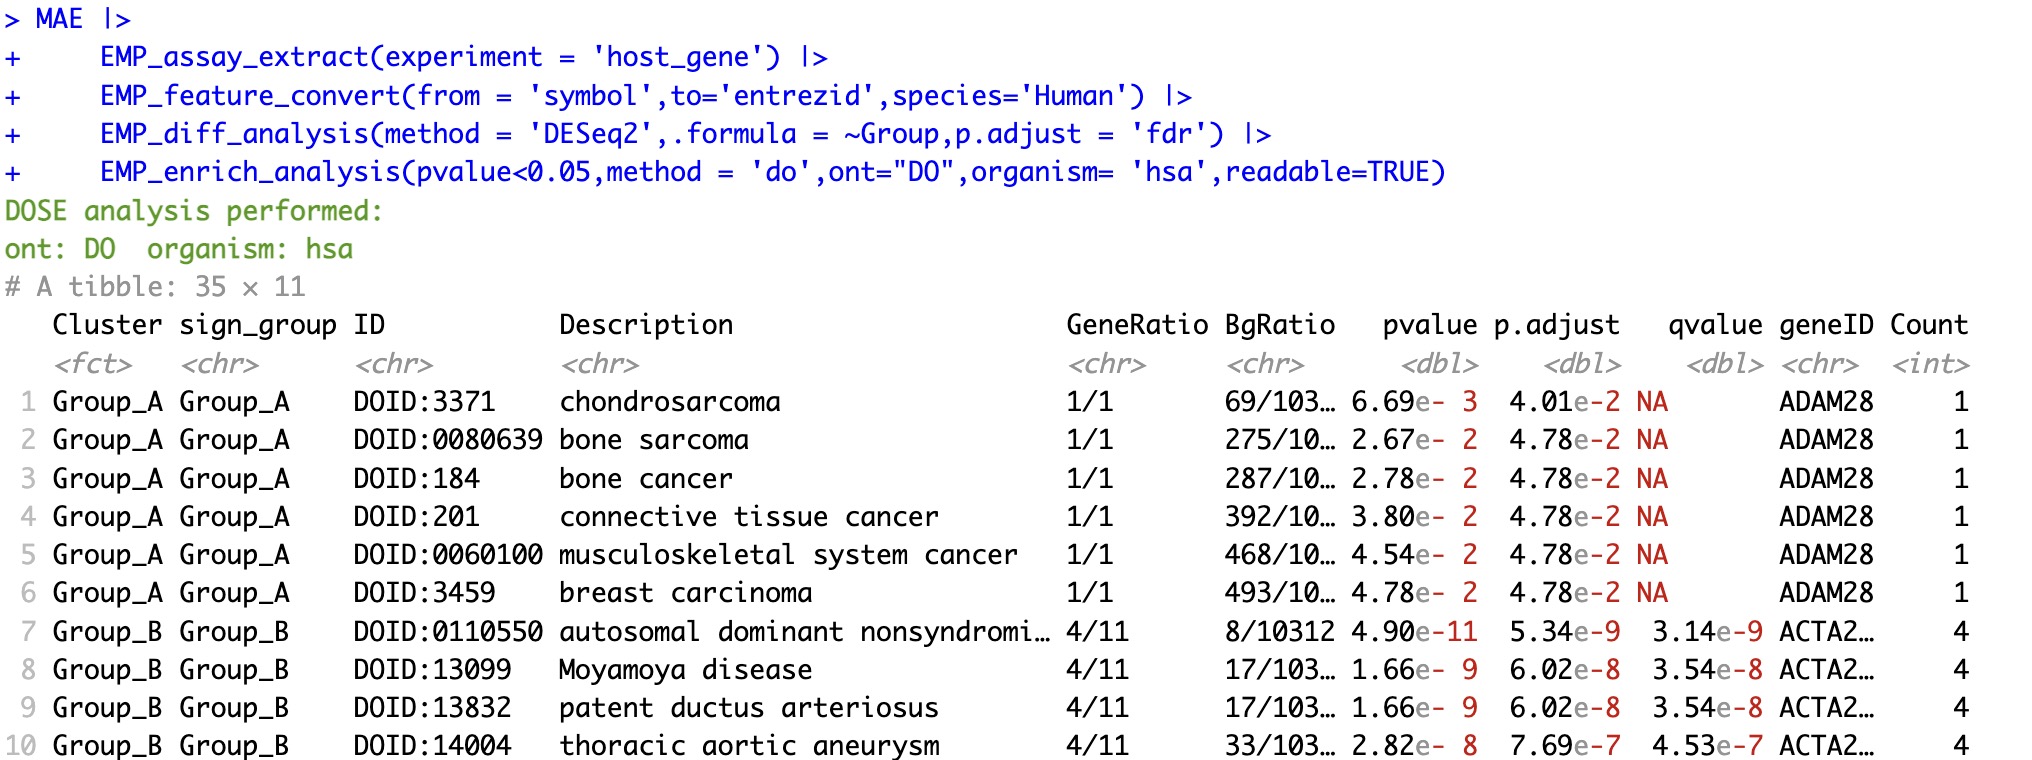 > MAE |>
+     EMP_assay_extract(experiment = 'host_gene') |>
+     EMP_feature_convert(from = 'symbol',to='entrezid',species='Human') |>
+     EMP_diff_analysis(method = 'DESeq2',.formula = ~Group,p.adjust = 'fdr') |>
+     EMP_enrich_analysis(pvalue<0.05,method = 'do',ont="DO",organism= 'hsa',readable=TRUE)
DOSE analysis performed:
ont: DO  organism: hsa
# A tibble: 35 × 11
   Cluster sign_group ID           Description                     GeneRatio BgRatio   pvalue p.adjust   qvalue geneID Count
   <fct>   <chr>      <chr>        <chr>                           <chr>     <chr>      <dbl>    <dbl>    <dbl> <chr>  <int>
 1 Group_A Group_A    DOID:3371    chondrosarcoma                  1/1       69/103… 6.69e- 3  4.01e-2 NA       ADAM28     1
 2 Group_A Group_A    DOID:0080639 bone sarcoma                    1/1       275/10… 2.67e- 2  4.78e-2 NA       ADAM28     1
 3 Group_A Group_A    DOID:184     bone cancer                     1/1       287/10… 2.78e- 2  4.78e-2 NA       ADAM28     1
 4 Group_A Group_A    DOID:201     connective tissue cancer        1/1       392/10… 3.80e- 2  4.78e-2 NA       ADAM28     1
 5 Group_A Group_A    DOID:0060100 musculoskeletal system cancer   1/1       468/10… 4.54e- 2  4.78e-2 NA       ADAM28     1
 6 Group_A Group_A    DOID:3459    breast carcinoma                1/1       493/10… 4.78e- 2  4.78e-2 NA       ADAM28     1
 7 Group_B Group_B    DOID:0110550 autosomal dominant nonsyndromi… 4/11      8/10312 4.90e-11  5.34e-9  3.14e-9 ACTA2…     4
 8 Group_B Group_B    DOID:13099   Moyamoya disease                4/11      17/103… 1.66e- 9  6.02e-8  3.54e-8 ACTA2…     4
 9 Group_B Group_B    DOID:13832   patent ductus arteriosus        4/11      17/103… 1.66e- 9  6.02e-8  3.54e-8 ACTA2…     4
10 Group_B Group_B    DOID:14004   thoracic aortic aneurysm        4/11      33/103… 2.82e- 8  7.69e-7  4.53e-7 ACTA2…     4